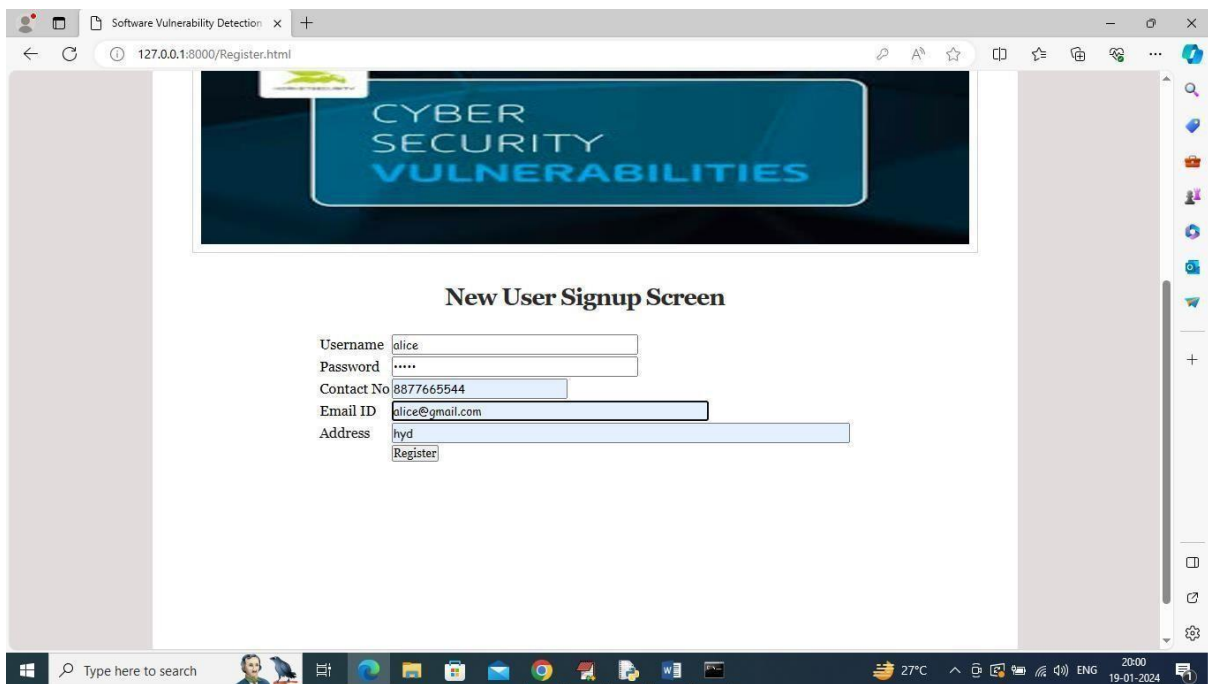 Software Vulnerability Detection
127.0.0.1:8000/Register.html
CYBER
SECURITY
VULNERABILITIES
New User Signup Screen
Username alice
Password •••••
Contact No 8877665544
Email ID alice@gmail.com
Address hyd
Register
Type here to search
27°C
ENG
20:00
19-01-2024